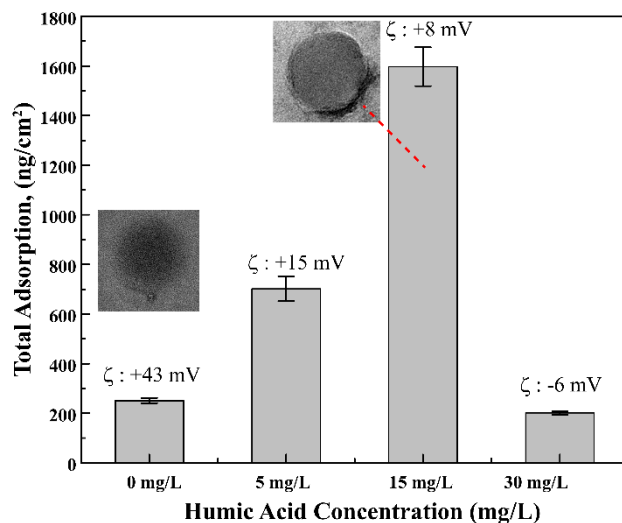 1800
1600
1400
1200
1000
800
600
400
200
0
Total Adsorption, (ng/cm²)
ζ : +43 mV
ζ : +15 mV
ζ : +8 mV
ζ : -6 mV
0 mg/L
5 mg/L
15 mg/L
30 mg/L
Humic Acid Concentration (mg/L)